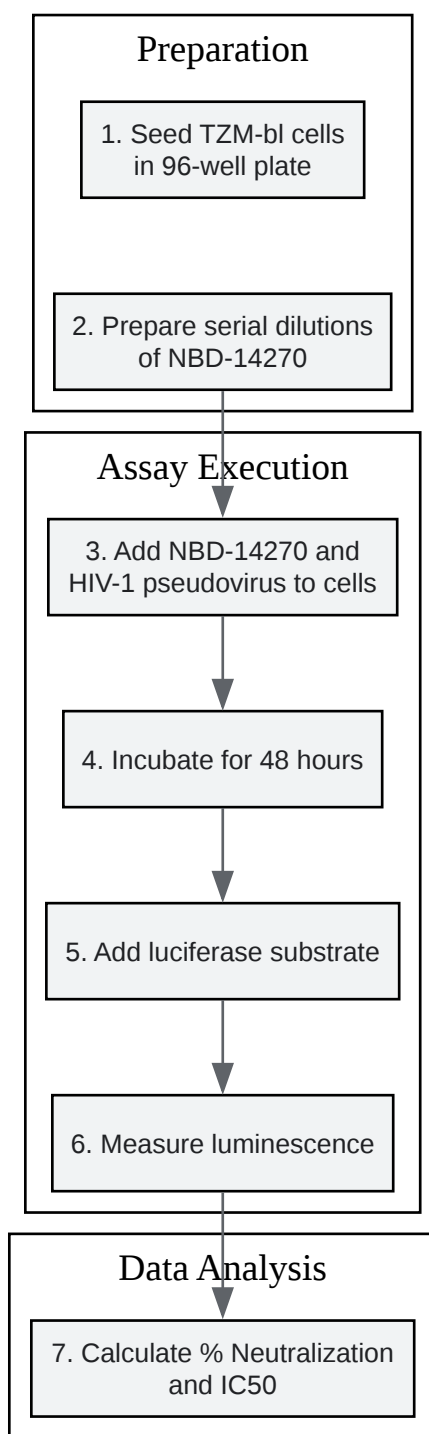 Preparation
1. Seed TZM-bl cells
in 96-well plate
2. Prepare serial dilutions
of NBD-14270
Assay Execution
3. Add NBD-14270 and
HIV-1 pseudovirus to cells
4. Incubate for 48 hours
5. Add luciferase substrate
6. Measure luminescence
Data Analysis
7. Calculate % Neutralization
and IC50